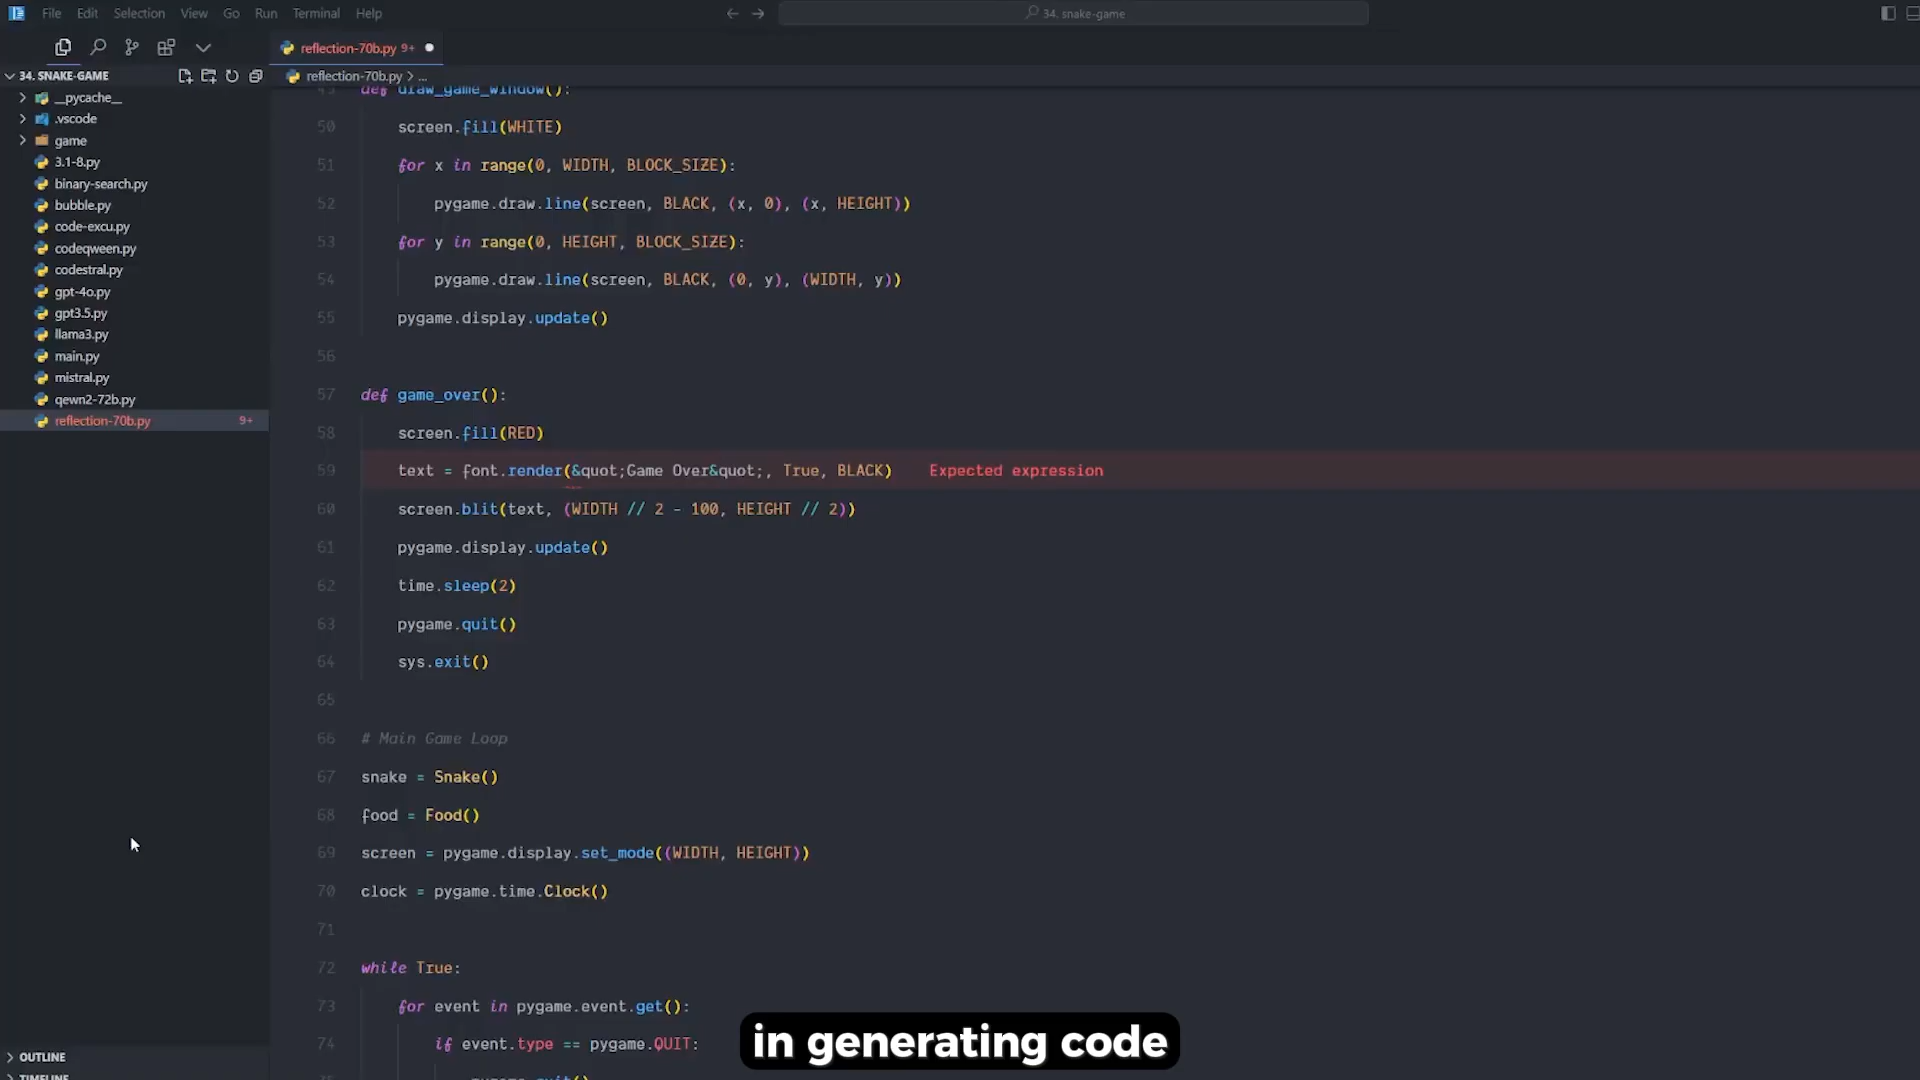 File Edit Selection View Go Run Terminal Help
34. snake-game
reflection-70b.py 9+
34. SNAKE-GAME
reflection-70b.py > ...
__pycache__
.vscode
game
3.1-8.py
binary-search.py
bubble.py
code-excu.py
codeqween.py
codestral.py
gpt-4o.py
gpt3.5.py
llama3.py
main.py
mistral.py
qewn2-72b.py
reflection-70b.py 9+
OUTLINE
TIMELINE
49 def draw_game_window():
50 screen.fill(WHITE)
51 for x in range(0, WIDTH, BLOCK_SIZE):
52 pygame.draw.line(screen, BLACK, (x, 0), (x, HEIGHT))
53 for y in range(0, HEIGHT, BLOCK_SIZE):
54 pygame.draw.line(screen, BLACK, (0, y), (WIDTH, y))
55 pygame.display.update()
56
57 def game_over():
58 screen.fill(RED)
59 text = font.render(&quot;Game Over&quot;, True, BLACK) Expected expression
60 screen.blit(text, (WIDTH // 2 - 100, HEIGHT // 2))
61 pygame.display.update()
62 time.sleep(2)
63 pygame.quit()
64 sys.exit()
65
66 # Main Game Loop
67 snake = Snake()
68 food = Food()
69 screen = pygame.display.set_mode((WIDTH, HEIGHT))
70 clock = pygame.time.Clock()
71
72 while True:
73 for event in pygame.event.get():
74 if event.type == pygame.QUIT:
pygame.quit()
in generating code